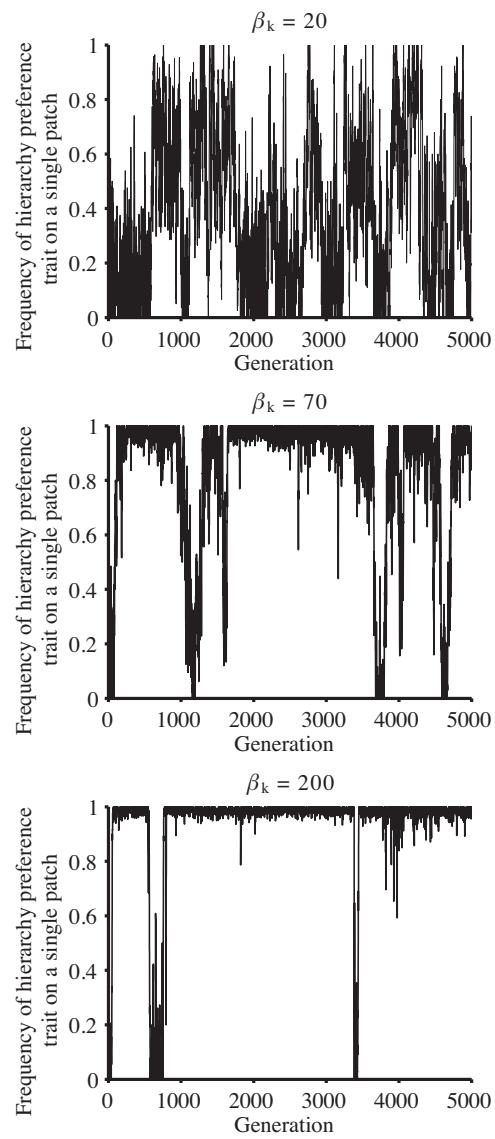 βk = 20
Frequency of hierarchy preference
trait on a single patch
1
0.8
0.6
0.4
0.2
0
0 1000 2000 3000 4000 5000
Generation
βk = 70
Frequency of hierarchy preference
trait on a single patch
1
0.8
0.6
0.4
0.2
0
0 1000 2000 3000 4000 5000
Generation
βk = 200
Frequency of hierarchy preference
trait on a single patch
1
0.8
0.6
0.4
0.2
0
0 1000 2000 3000 4000 5000
Generation